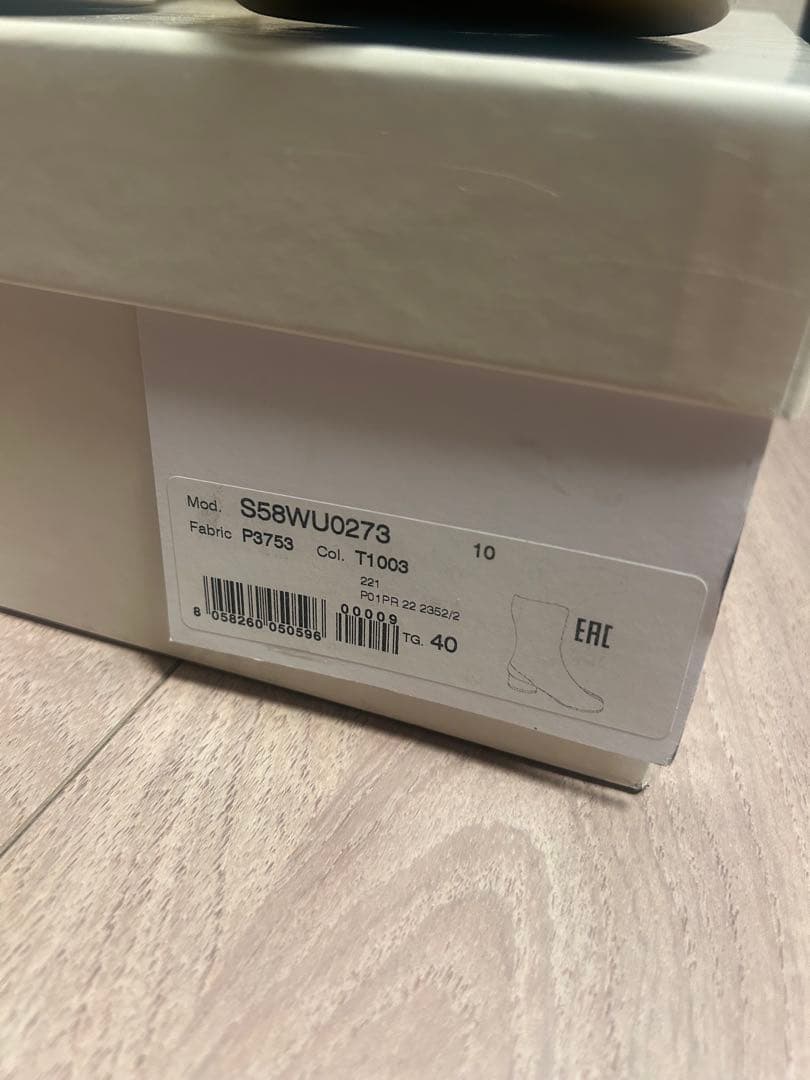 Mod. S58WU0273 10
Fabric P3753 Col. T1003
221
P01PR 22 2352/2
8 058260 050596 00009 TG. 40
EAC